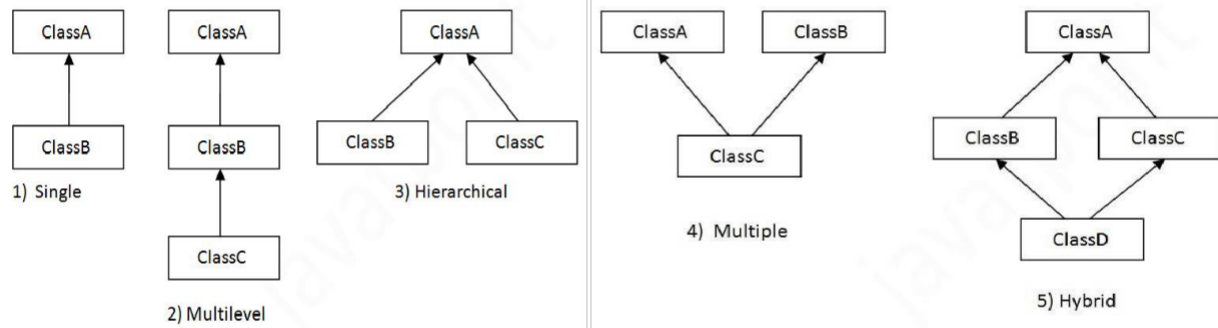 ClassA
ClassB
1) Single
ClassA
ClassB
ClassC
2) Multilevel
ClassA
ClassB
ClassC
3) Hierarchical
ClassA
ClassB
ClassC
4) Multiple
ClassA
ClassB
ClassC
ClassD
5) Hybrid